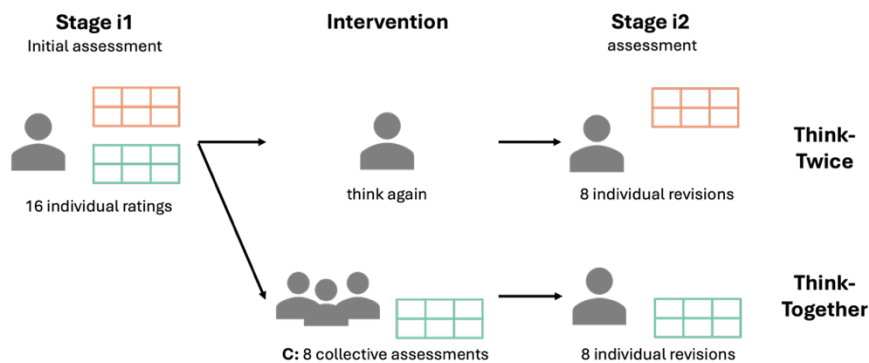 Stage i1
Initial assessment
Intervention
Stage i2
assessment
16 individual ratings
think again
8 individual revisions
Think-
Twice
C: 8 collective assessments
8 individual revisions
Think-
Together